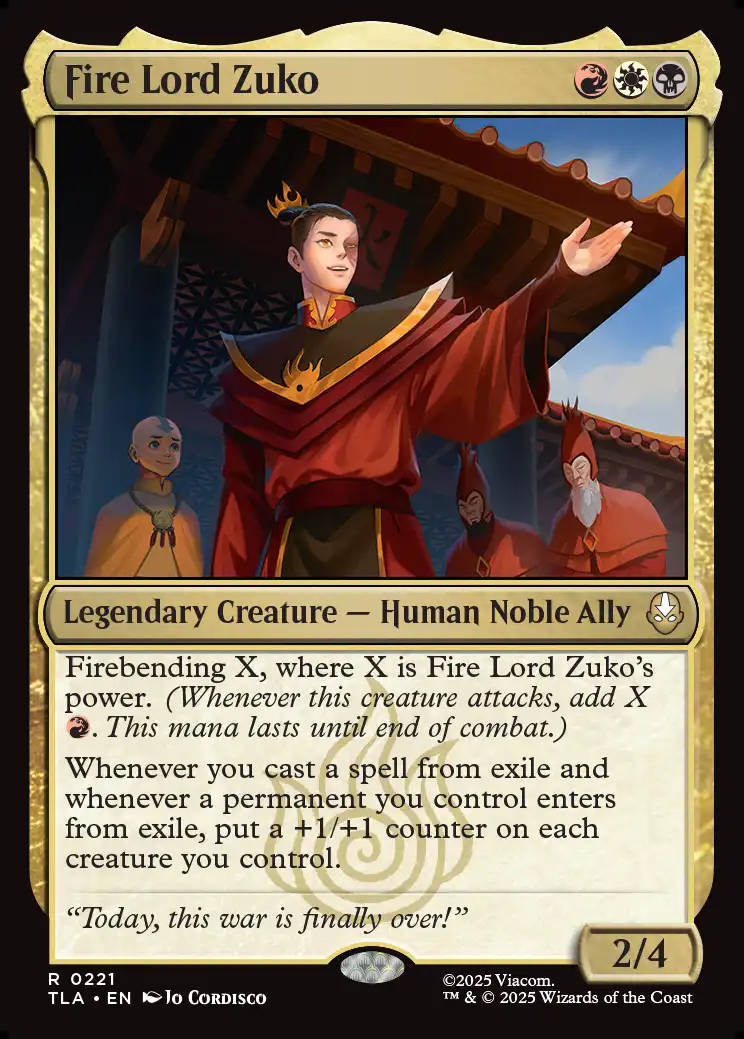 Fire Lord Zuko
火
Legendary Creature — Human Noble Ally
Firebending X, where X is Fire Lord Zuko’s
power. (Whenever this creature attacks, add X
. This mana lasts until end of combat.)
Whenever you cast a spell from exile and
whenever a permanent you control enters
from exile, put a +1/+1 counter on each
creature you control.
“Today, this war is finally over!”
2/4
R 0221
TLA • EN Jo Cordisco
©2025 Viacom.
™ & © 2025 Wizards of the Coast